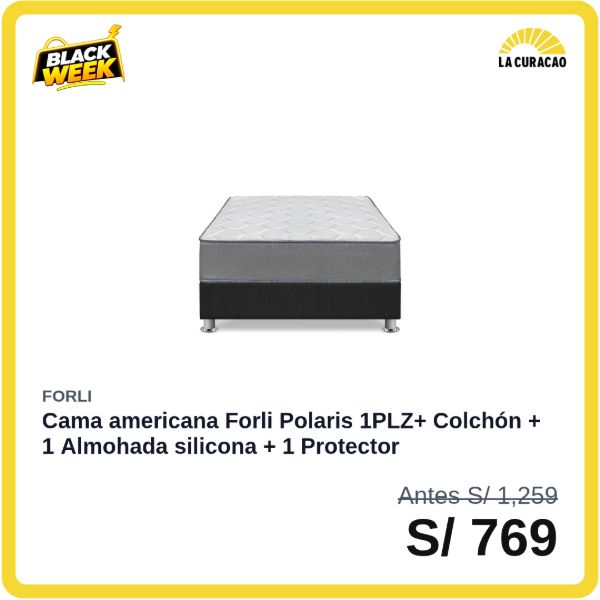 BLACK
WEEK
LA CURACAO
FORLI
Cama americana Forli Polaris 1PLZ+ Colchón +
1 Almohada silicona + 1 Protector
Antes S/ 1,259
S/ 769